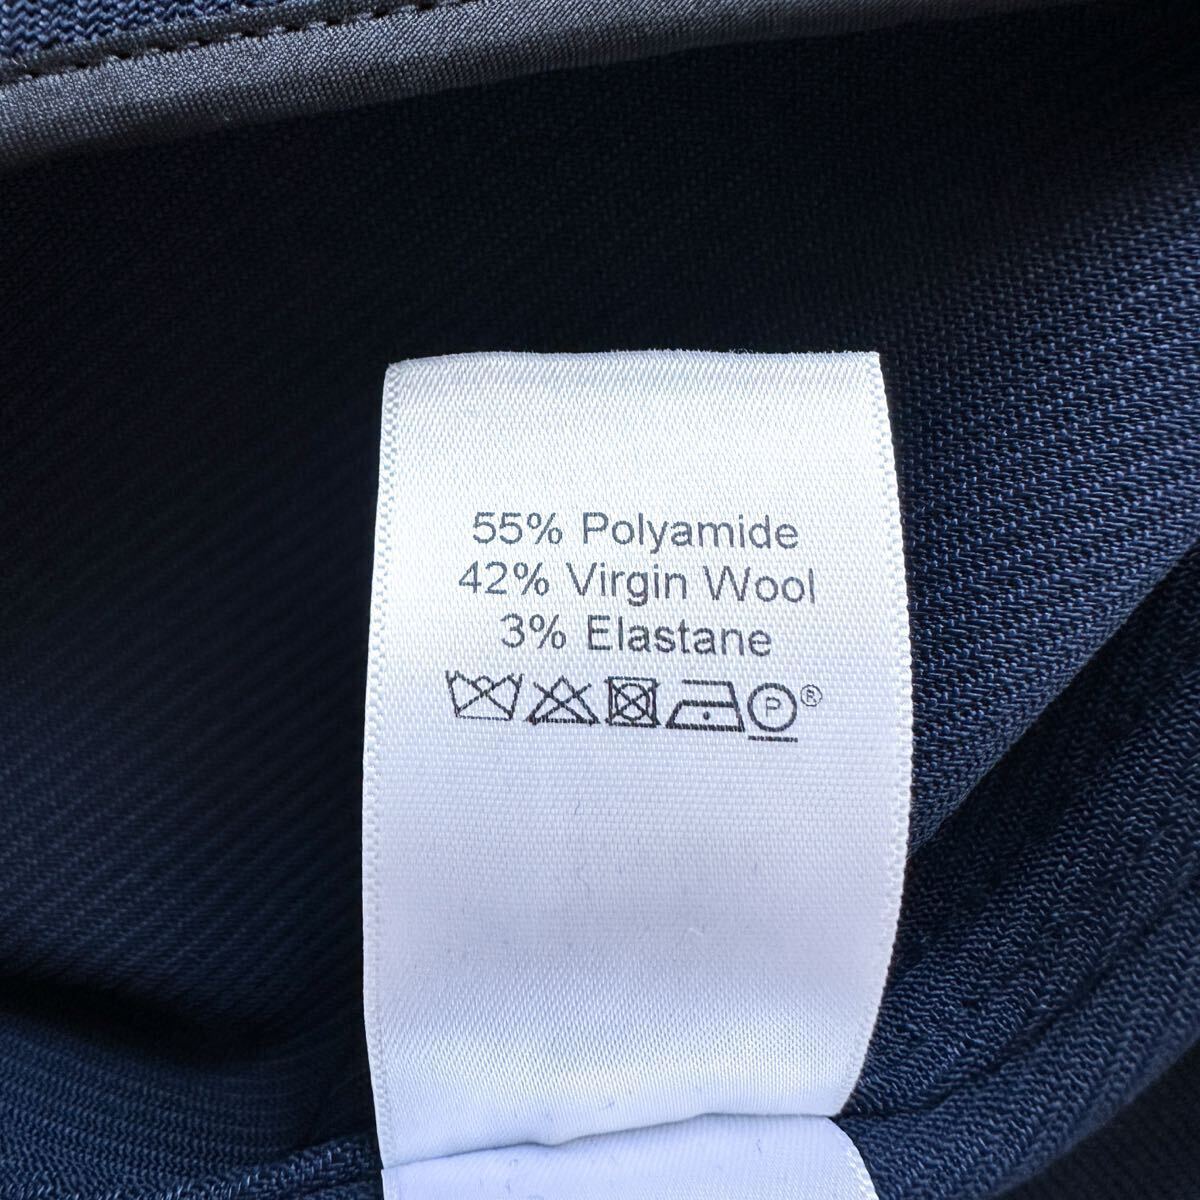 55% Polyamide
42% Virgin Wool
3% Elastane
P ®